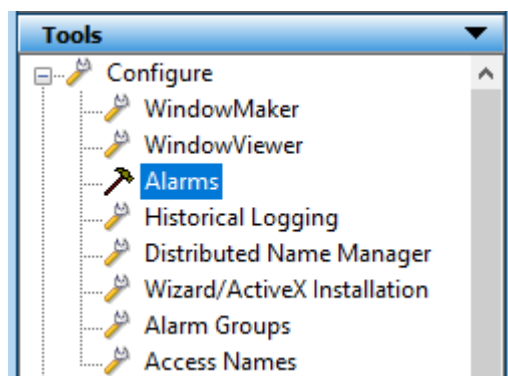 Tools
Configure
WindowMaker
WindowViewer
Alarms
Historical Logging
Distributed Name Manager
Wizard/ActiveX Installation
Alarm Groups
Access Names